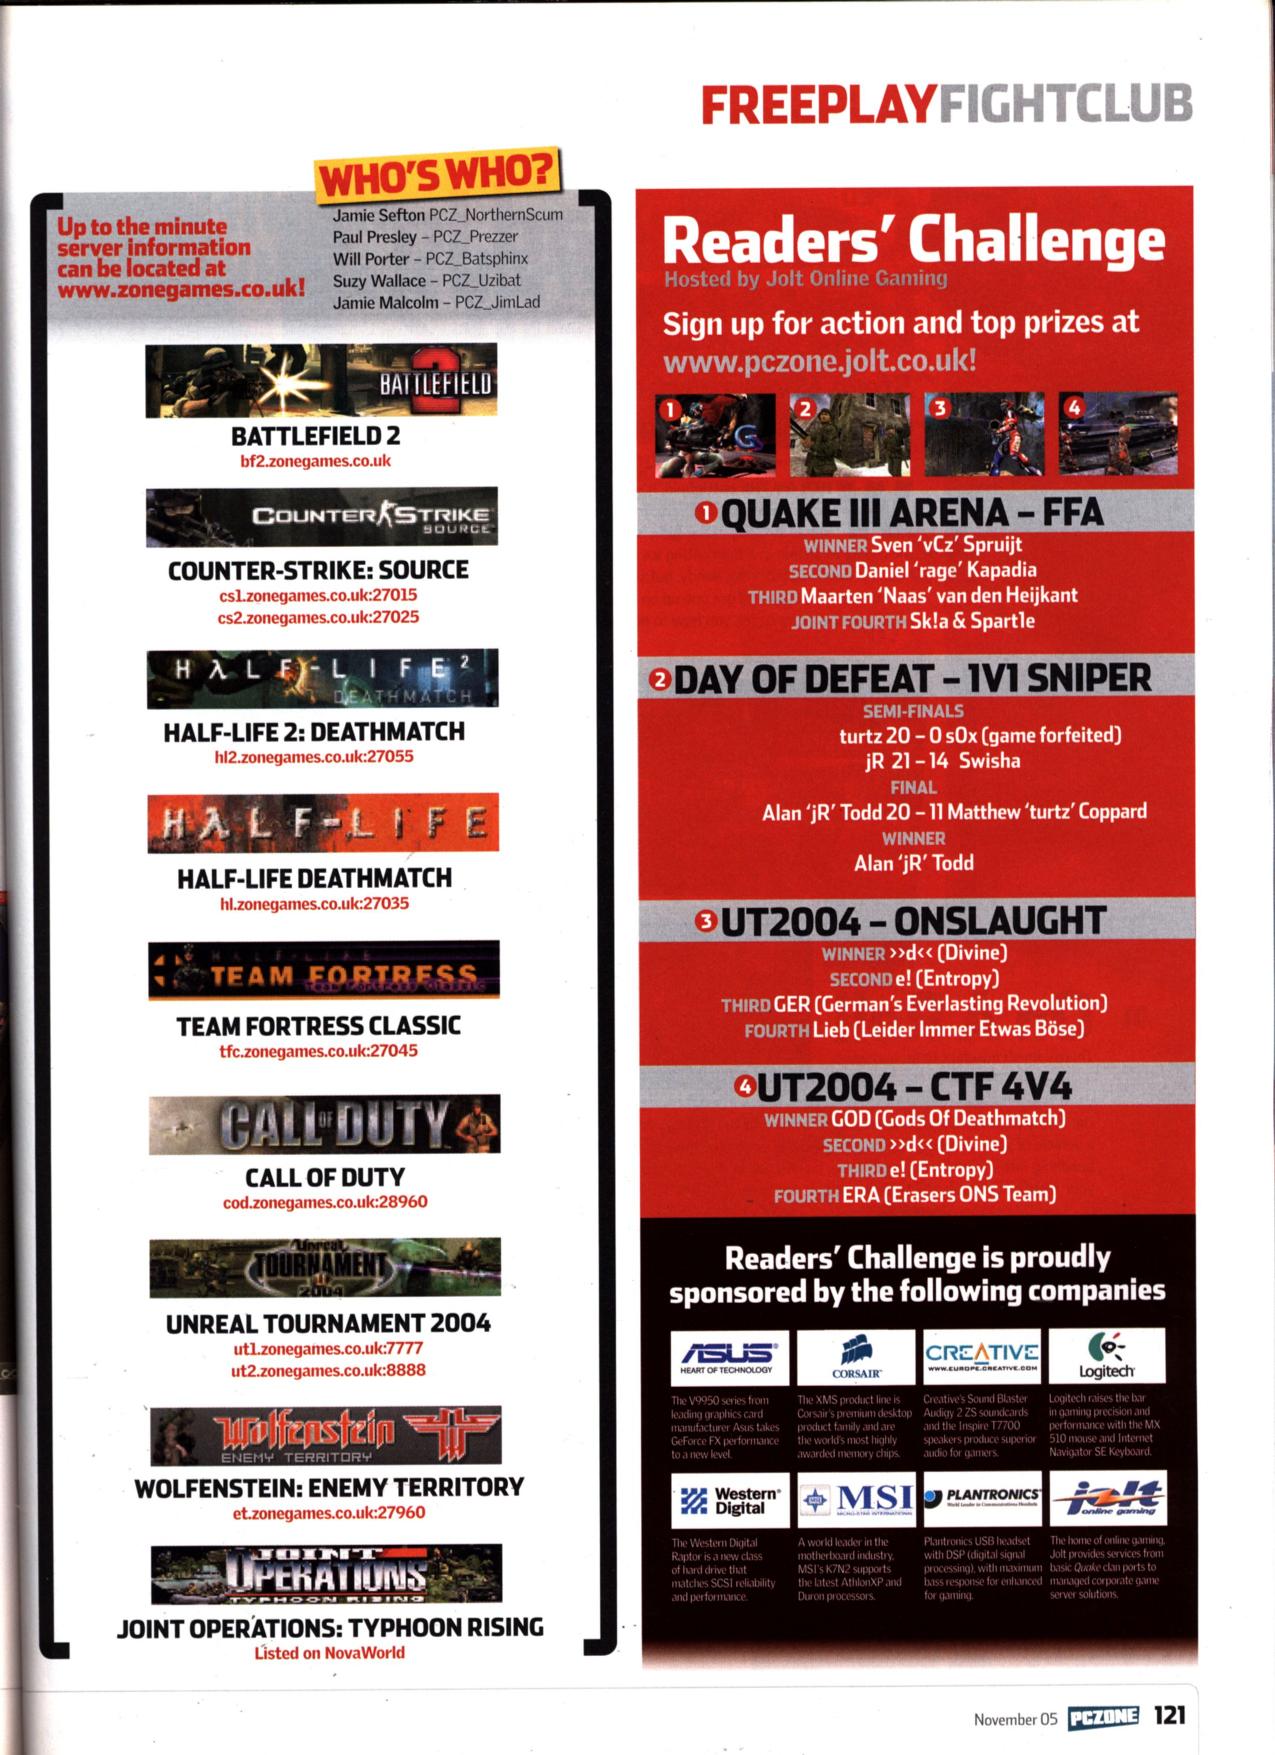 FREEPLAYFIGHTCLUB
WHO'S WHO?
Up to the minute
server information
can be located at
www.zonegames.co.uk!
Jamie Sefton PCZ_NorthernScum
Paul Presley – PCZ_Prezzer
Will Porter – PCZ_Batsphinx
Suzy Wallace – PCZ_Uzibat
Jamie Malcolm – PCZ_JimLad
BATTLEFIELD 2
BATTLEFIELD 2
bf2.zonegames.co.uk
COUNTER STRIKE
SOURCE
COUNTER-STRIKE: SOURCE
cs1.zonegames.co.uk:27015
cs2.zonegames.co.uk:27025
HλLF-LIFE²
DEATHMATCH
HALF-LIFE 2: DEATHMATCH
hl2.zonegames.co.uk:27055
HλLF-LIFE
HALF-LIFE DEATHMATCH
hl.zonegames.co.uk:27035
HALF-LIFE
TEAM FORTRESS
Team Fortress Classic
TEAM FORTRESS CLASSIC
tfc.zonegames.co.uk:27045
CALL OF DUTY
CALL OF DUTY
cod.zonegames.co.uk:28960
Unreal
TOURNAMENT
2004
UNREAL TOURNAMENT 2004
ut1.zonegames.co.uk:7777
ut2.zonegames.co.uk:8888
Wolfenstein
ENEMY TERRITORY
WOLFENSTEIN: ENEMY TERRITORY
et.zonegames.co.uk:27960
JOINT
OPERATIONS
TYPHOON RISING
JOINT OPERATIONS: TYPHOON RISING
Listed on NovaWorld
Readers' Challenge
Hosted by Jolt Online Gaming
Sign up for action and top prizes at
www.pczone.jolt.co.uk!
1 2 3 4
1 QUAKE III ARENA – FFA
WINNER Sven 'vCz' Spruijt
SECOND Daniel 'rage' Kapadia
THIRD Maarten 'Naas' van den Heijkant
JOINT FOURTH Sk!a & Spart1e
2 DAY OF DEFEAT – 1V1 SNIPER
SEMI-FINALS
turtz 20 – 0 s0x (game forfeited)
jR 21 – 14 Swisha
FINAL
Alan 'jR' Todd 20 – 11 Matthew 'turtz' Coppard
WINNER
Alan 'jR' Todd
3 UT2004 – ONSLAUGHT
WINNER >>d<< (Divine)
SECOND e! (Entropy)
THIRD GER (German's Everlasting Revolution)
FOURTH Lieb (Leider Immer Etwas Böse)
4 UT2004 – CTF 4V4
WINNER GOD (Gods Of Deathmatch)
SECOND >>d<< (Divine)
THIRD e! (Entropy)
FOURTH ERA (Erasers ONS Team)
Readers' Challenge is proudly
sponsored by the following companies
ASUS
HEART OF TECHNOLOGY
The V9950 series from
leading graphics card
manufacturer Asus takes
GeForce FX performance
to a new level.
CORSAIR
The XMS product line is
Corsair's premium desktop
product family and are
the world's most highly
awarded memory chips.
CREATIVE
WWW.EUROPE.CREATIVE.COM
Creative's Sound Blaster
Audigy 2 ZS soundcards
and the Inspire T7700
speakers produce superior
audio for gamers.
Logitech
Logitech raises the bar
in gaming precision and
performance with the MX
510 mouse and Internet
Navigator SE Keyboard.
Western
Digital
The Western Digital
Raptor is a new class
of hard drive that
matches SCSI reliability
and performance.
MSI
MICRO-STAR INTERNATIONAL
A world leader in the
motherboard industry,
MSI's K7N2 supports
the latest AthlonXP and
Duron processors.
PLANTRONICS
World Leader in Communications Headsets
Plantronics USB headset
with DSP (digital signal
processing), with maximum
bass response for enhanced
for gaming.
jolt
online gaming
The home of online gaming,
Jolt provides services from
basic Quake clan ports to
managed corporate game
server solutions.
November 05 PCZONE 121